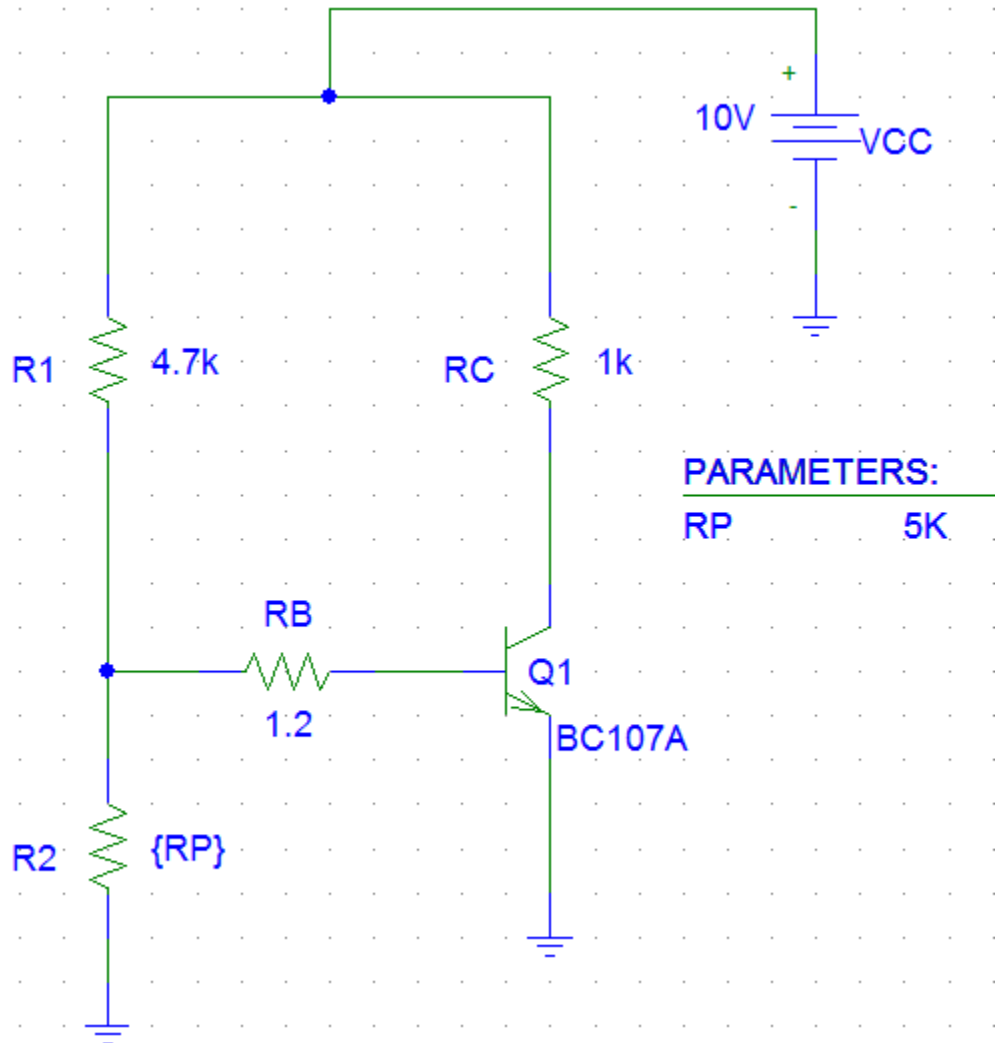 +
10V
VCC
-
R1
4.7k
RC
1k
PARAMETERS:
RP 5K
RB
1.2
Q1
BC107A
R2
{RP}